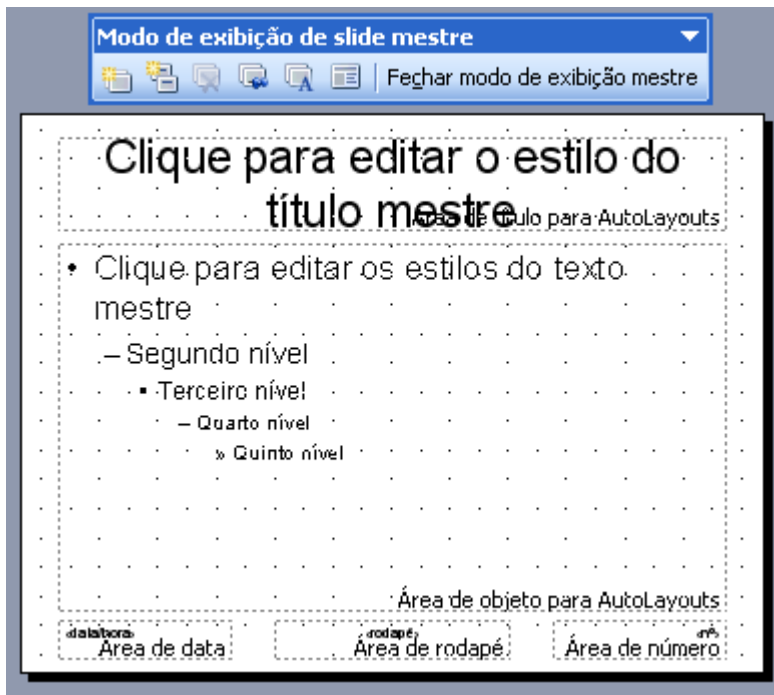 Modo de exibição de slide mestre
Fechar modo de exibição mestre
Clique para editar o estilo do
título mestre
Área de título para AutoLayouts
• Clique para editar os estilos do texto
mestre
– Segundo nível
▪ Terceiro nível
– Quarto nível
» Quinto nível
Área de objeto para AutoLayouts
<data/hora>
Área de data
<rodapé>
Área de rodapé
<nº>
Área de número